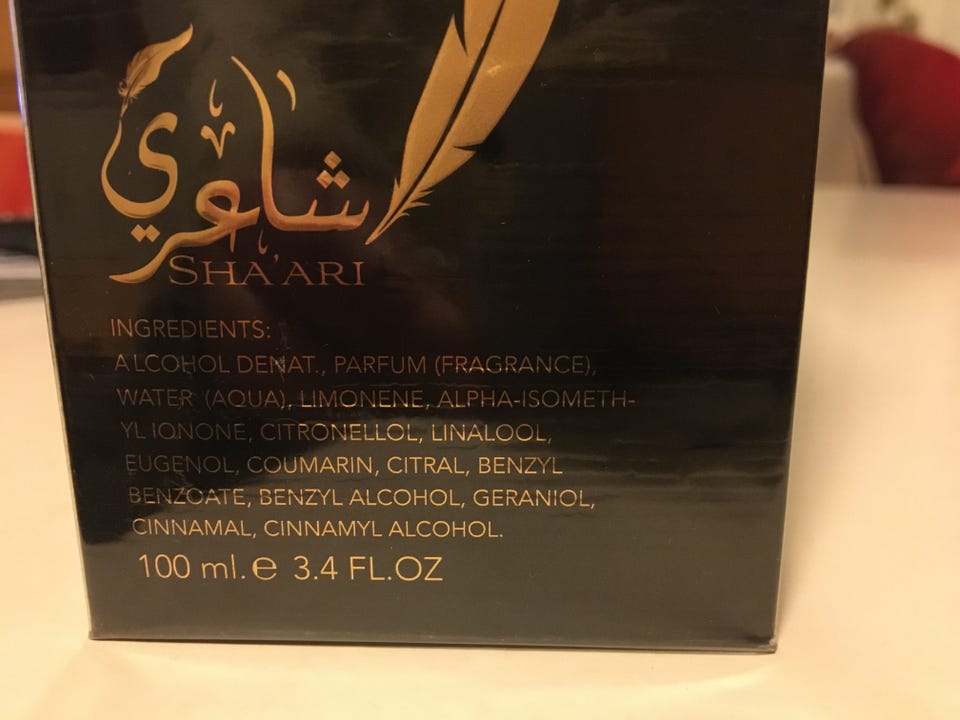 شاعري
SHA'ARI
INGREDIENTS:
ALCOHOL DENAT., PARFUM (FRAGRANCE),
WATER (AQUA), LIMONENE, ALPHA-ISOMETH-
YL IONONE, CITRONELLOL, LINALOOL,
EUGENOL, COUMARIN, CITRAL, BENZYL
BENZOATE, BENZYL ALCOHOL, GERANIOL,
CINNAMAL, CINNAMYL ALCOHOL.
100 ml. e 3.4 FL.OZ